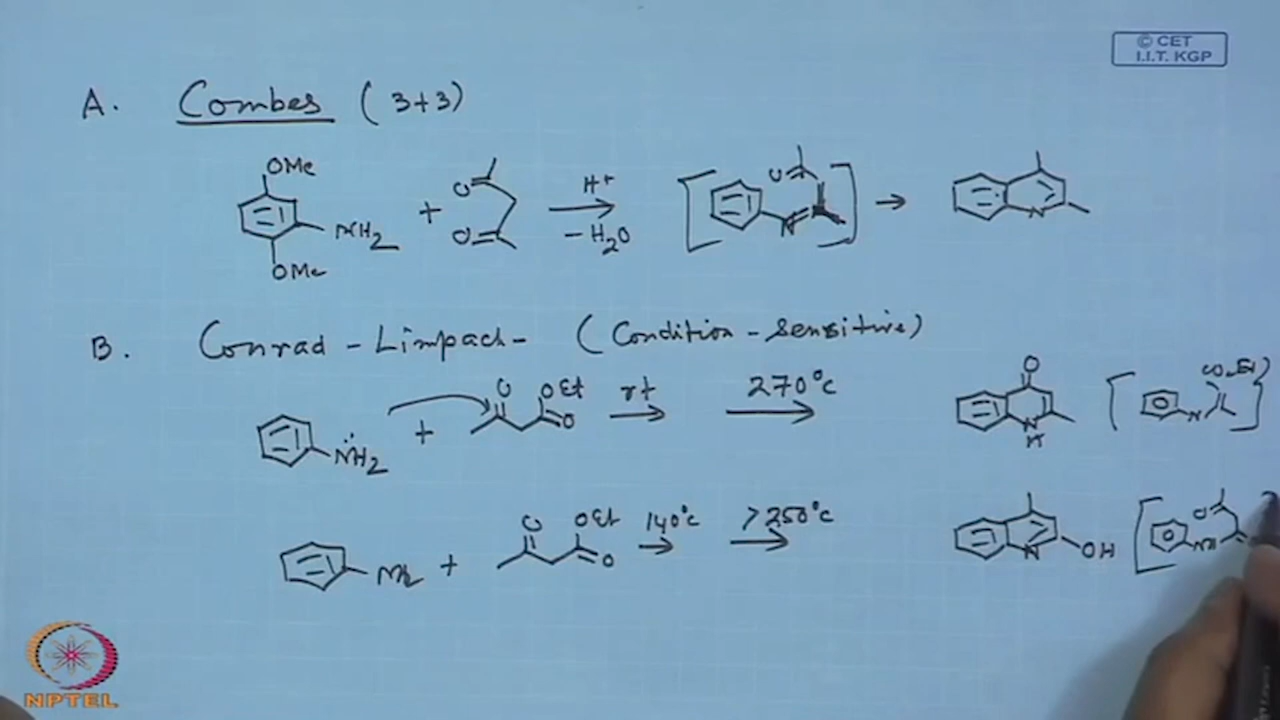 © CET
I.I.T. KGP
A. Combes (3+3)
OMe
NH2 + O O H+ - H2O [ O N ] → N
OMe
B. Conrad - Limpach - (Condition - Sensitive)
NH2 + O OEt O rt → 270°C → O N H [ CO2Et N ]
+ O OEt O 140°C → >250°C → N OH [ O NH
NPTEL